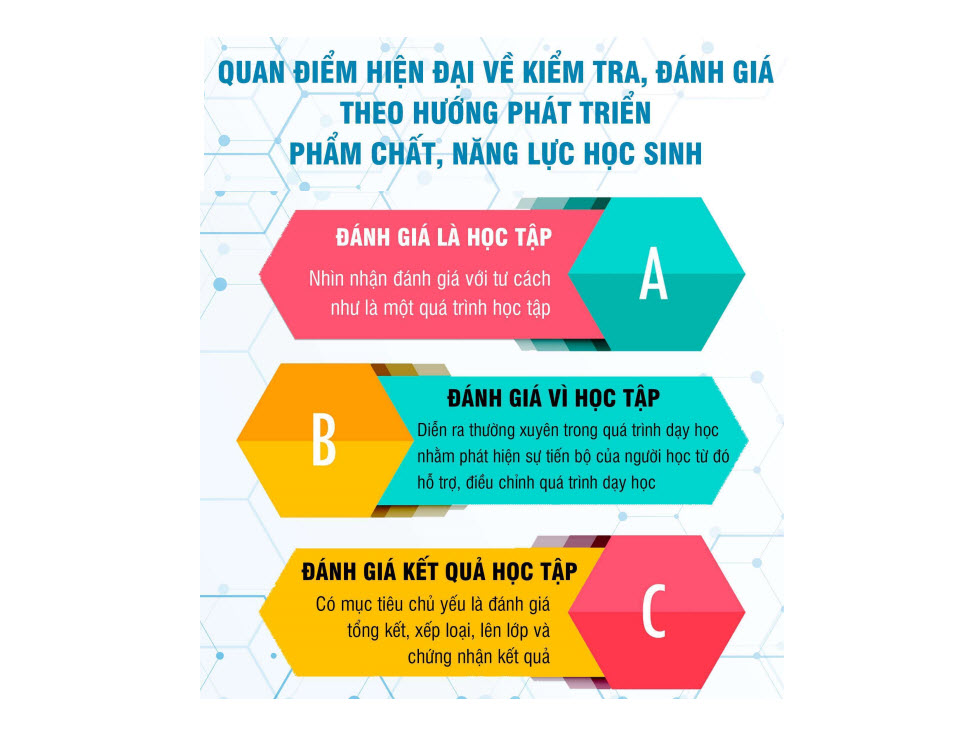 QUAN ĐIỂM HIỆN ĐẠI VỀ KIỂM TRA, ĐÁNH GIÁ
THEO HƯỚNG PHÁT TRIỂN
PHẨM CHẤT, NĂNG LỰC HỌC SINH
ĐÁNH GIÁ LÀ HỌC TẬP
Nhìn nhận đánh giá với tư cách
như là một quá trình học tập
A
B
ĐÁNH GIÁ VÌ HỌC TẬP
Diễn ra thường xuyên trong quá trình dạy học
nhằm phát hiện sự tiến bộ của người học từ đó
hỗ trợ, điều chỉnh quá trình dạy học
ĐÁNH GIÁ KẾT QUẢ HỌC TẬP
Có mục tiêu chủ yếu là đánh giá
tổng kết, xếp loại, lên lớp và
chứng nhận kết quả
C